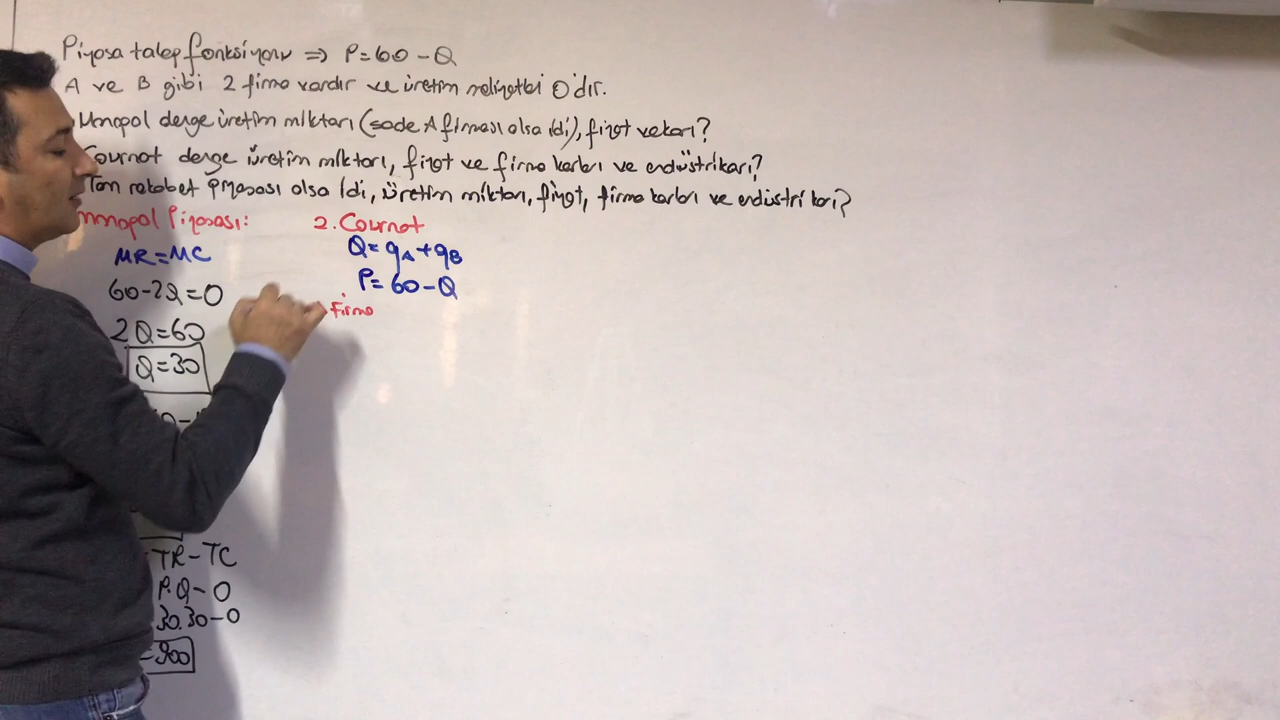 Piyasa talep fonksiyonu => P=60-Q
A ve B gibi 2 firma vardır ve üretim maliyetleri 0'dır.
Monopol denge üretim miktarı (sade A firması olsa idi), fiyat ve karı?
Cournot denge üretim miktarı, fiyat ve firma karları ve endüstri karı?
Tam rekabet piyasası olsa idi, üretim miktarı, fiyat, firma karları ve endüstri karı?
Monopol Piyasası:
MR=MC
60-2Q=0
2Q=60
Q=30
TR-TC
P.Q-0
30.30-0
=900
2. Cournot
Q=qA+qB
P=60-Q
Firma